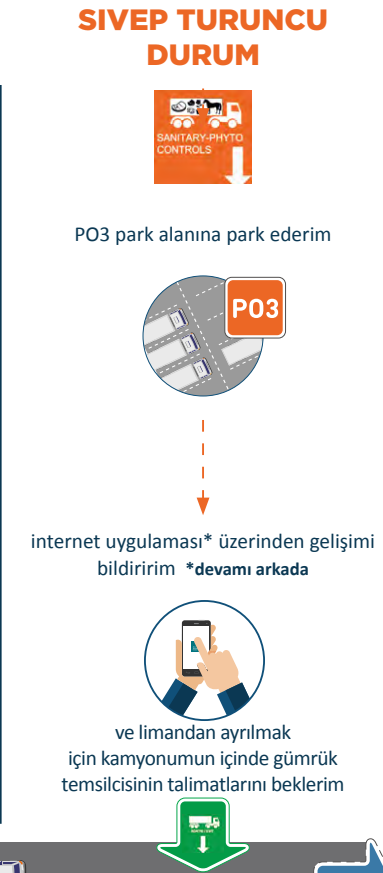 SIVEP TURUNCU
DURUM
SANITARY-PHYTO
CONTROLS
PO3 park alanına park ederim
PO3
internet uygulaması* üzerinden gelişimi
bildiririm *devamı arkada
ve limandan ayrılmak
için kamyonumun içinde gümrük
temsilcisinin talimatlarını beklerim